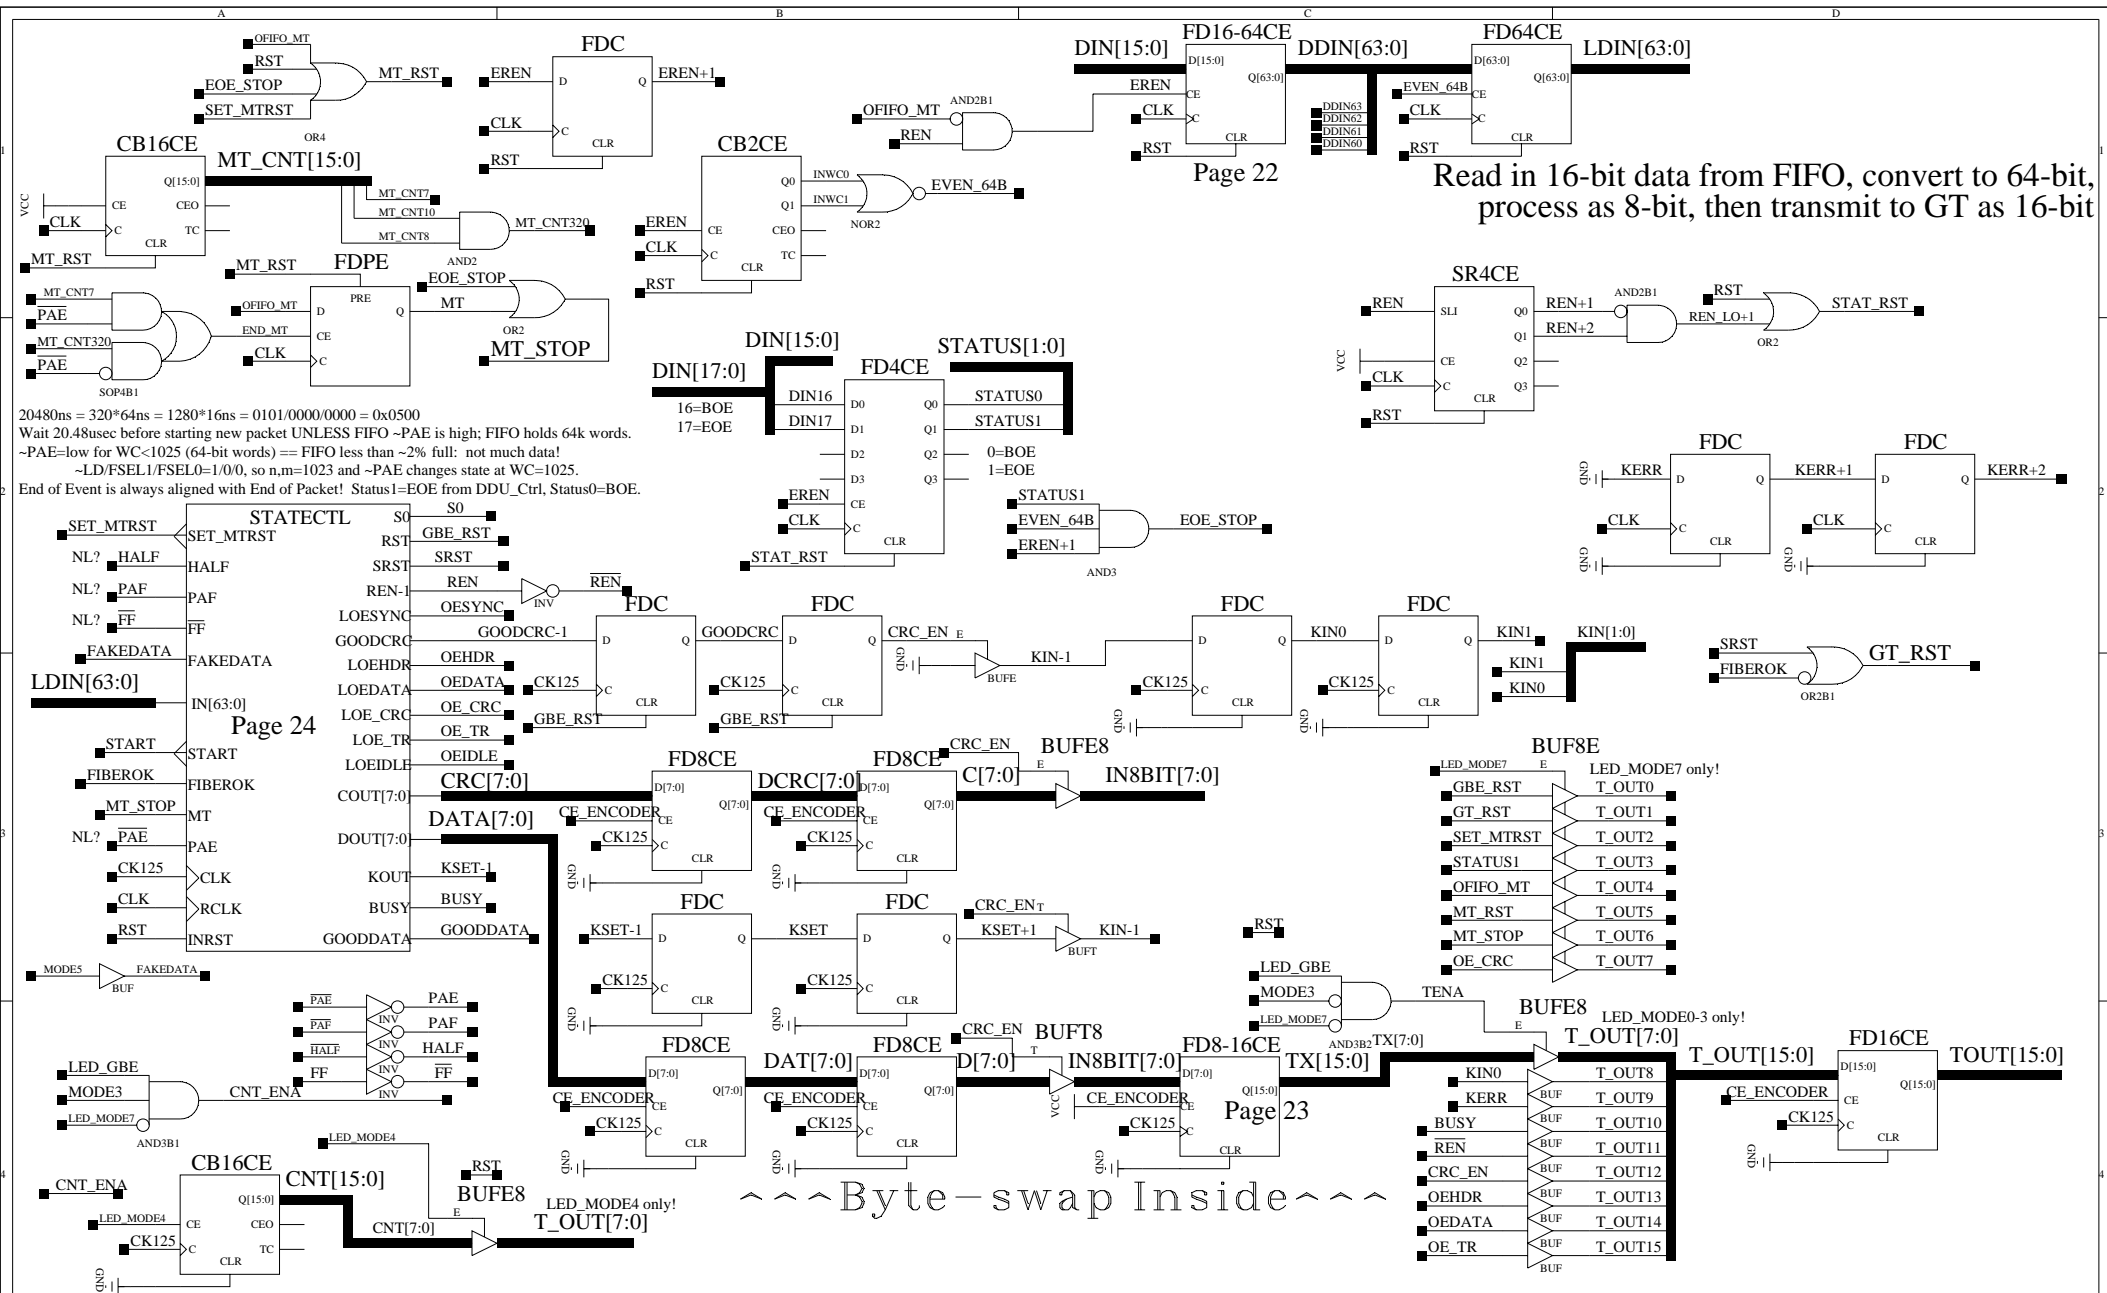 A
B
C
D
OFIFO_MT
RST
EOE_STOP
SET_MTRST
MT_RST
OR4
FDC
EREN
D
Q
EREN+1
CLK
C
CLR
RST
CB16CE
MT_CNT[15:0]
Q[15:0]
VCC
CE
CEO
CLK
C
TC
CLR
MT_RST
MT_CNT7
MT_CNT10
MT_CNT8
MT_CNT320
AND2
CB2CE
Q0
INWC0
Q1
INWC1
EVEN_64B
NOR2
EREN
CE
CEO
CLK
C
TC
CLR
RST
OFIFO_MT
REN
AND2B1
DIN[15:0]
FD16-64CE
D[15:0]
Q[63:0]
EREN
CE
CLK
C
CLR
RST
Page 22
DDIN[63:0]
DDIN63
DDIN62
DDIN61
DDIN60
FD64CE
D[63:0]
Q[63:0]
LDIN[63:0]
EVEN_64B
CE
CLK
C
CLR
RST
Read in 16-bit data from FIFO, convert to 64-bit,
process as 8-bit, then transmit to GT as 16-bit
MT_RST
FDPE
PRE
MT_CNT7
PAE
MT_CNT320
PAE
SOP4B1
OFIFO_MT
D
Q
END_MT
CE
CLK
C
EOE_STOP
MT
OR2
MT_STOP
20480ns = 320*64ns = 1280*16ns = 0101/0000/0000 = 0x0500
Wait 20.48usec before starting new packet UNLESS FIFO ~PAE is high; FIFO holds 64k words.
~PAE=low for WC<1025 (64-bit words) == FIFO less than ~2% full: not much data!
~LD/FSEL1/FSEL0=1/0/0, so n,m=1023 and ~PAE changes state at WC=1025.
End of Event is always aligned with End of Packet! Status1=EOE from DDU_Ctrl, Status0=BOE.
DIN[15:0]
DIN[17:0]
16=BOE
17=EOE
DIN16
DIN17
FD4CE
D0
D1
D2
D3
Q0
Q1
Q2
Q3
STATUS[1:0]
STATUS0
STATUS1
0=BOE
1=EOE
EREN
CE
CLK
C
CLR
STAT_RST
STATUS1
EVEN_64B
EREN+1
EOE_STOP
AND3
SR4CE
REN
SLI
Q0
Q1
Q2
Q3
VCC
CE
CLK
C
CLR
RST
REN+1
REN+2
AND2B1
REN_LO+1
RST
OR2
STAT_RST
FDC
GND
KERR
D
Q
KERR+1
CLK
C
CLR
GND
FDC
D
Q
KERR+2
CLK
C
CLR
GND
STATECTL
SET_MTRST
SET_MTRST
NL?
HALF
HALF
NL?
PAF
PAF
NL?
FF
FF
FAKEDATA
FAKEDATA
LDIN[63:0]
IN[63:0]
Page 24
START
START
FIBEROK
FIBEROK
MT_STOP
MT
NL?
PAE
PAE
CK125
CLK
CLK
RCLK
RST
INRST
S0
S0
RST
GBE_RST
SRST
SRST
REN-1
REN
INV
REN
LOESYNC
OESYNC
GOODCRC
GOODCRC-1
LOEHDR
OEHDR
LOEDATA
OEDATA
LOE_CRC
OE_CRC
LOE_TR
OE_TR
LOEIDLE
OEIDLE
COUT[7:0]
CRC[7:0]
DOUT[7:0]
DATA[7:0]
KOUT
KSET-1
BUSY
BUSY
GOODDATA
GOODDATA
FDC
D
Q
GOODCRC
CK125
C
CLR
GBE_RST
FDC
D
Q
CRC_EN
E
CK125
C
CLR
GBE_RST
GND
BUFE
KIN-1
FDC
D
Q
KIN0
CK125
C
CLR
GND
FDC
D
Q
KIN1
CK125
C
CLR
GND
KIN[1:0]
KIN1
KIN0
SRST
FIBEROK
OR2B1
GT_RST
FD8CE
D[7:0]
Q[7:0]
CE_ENCODER
CE
CK125
C
CLR
GND
DCRC[7:0]
FD8CE
D[7:0]
Q[7:0]
CE_ENCODER
CE
CK125
C
CLR
GND
C[7:0]
CRC_EN
E
BUFE8
IN8BIT[7:0]
BUF8E
LED_MODE7
E
LED_MODE7 only!
GBE_RST
T_OUT0
GT_RST
T_OUT1
SET_MTRST
T_OUT2
STATUS1
T_OUT3
OFIFO_MT
T_OUT4
MT_RST
T_OUT5
MT_STOP
T_OUT6
OE_CRC
T_OUT7
FDC
KSET-1
D
Q
KSET
CK125
C
CLR
GND
FDC
D
Q
KSET+1
CK125
C
CLR
GND
CRC_EN
T
BUFT
KIN-1
RST
MODE5
BUF
FAKEDATA
PAE
INV
PAE
PAF
INV
PAF
HALF
INV
HALF
FF
INV
FF
LED_GBE
MODE3
LED_MODE7
AND3B1
CNT_ENA
LED_GBE
MODE3
LED_MODE7
AND3B2
TENA
BUFE8
E
LED_MODE0-3 only!
T_OUT[7:0]
FD8CE
D[7:0]
Q[7:0]
CE_ENCODER
CE
CK125
C
CLR
GND
DAT[7:0]
FD8CE
D[7:0]
Q[7:0]
CE_ENCODER
CE
CK125
C
CLR
GND
D[7:0]
CRC_EN
T
BUFT8
IN8BIT[7:0]
VCC
FD8-16CE
D[7:0]
Q[15:0]
CE_ENCODER
CE
CK125
C
CLR
GND
Page 23
TX[15:0]
TX[7:0]
KIN0
BUF
T_OUT8
KERR
BUF
T_OUT9
BUSY
BUF
T_OUT10
REN
BUF
T_OUT11
CRC_EN
BUF
T_OUT12
OEHDR
BUF
T_OUT13
OEDATA
BUF
T_OUT14
OE_TR
BUF
T_OUT15
T_OUT[15:0]
FD16CE
D[15:0]
Q[15:0]
TOUT[15:0]
CE_ENCODER
CE
CK125
C
CLR
GND
CNT_ENA
CB16CE
Q[15:0]
CNT[15:0]
LED_MODE4
CE
CEO
CK125
C
TC
CLR
GND
LED_MODE4
RST
BUFE8
E
LED_MODE4 only!
CNT[7:0]
T_OUT[7:0]
^^^Byte-swap Inside^^^
1
2
3
4
1
2
3
4